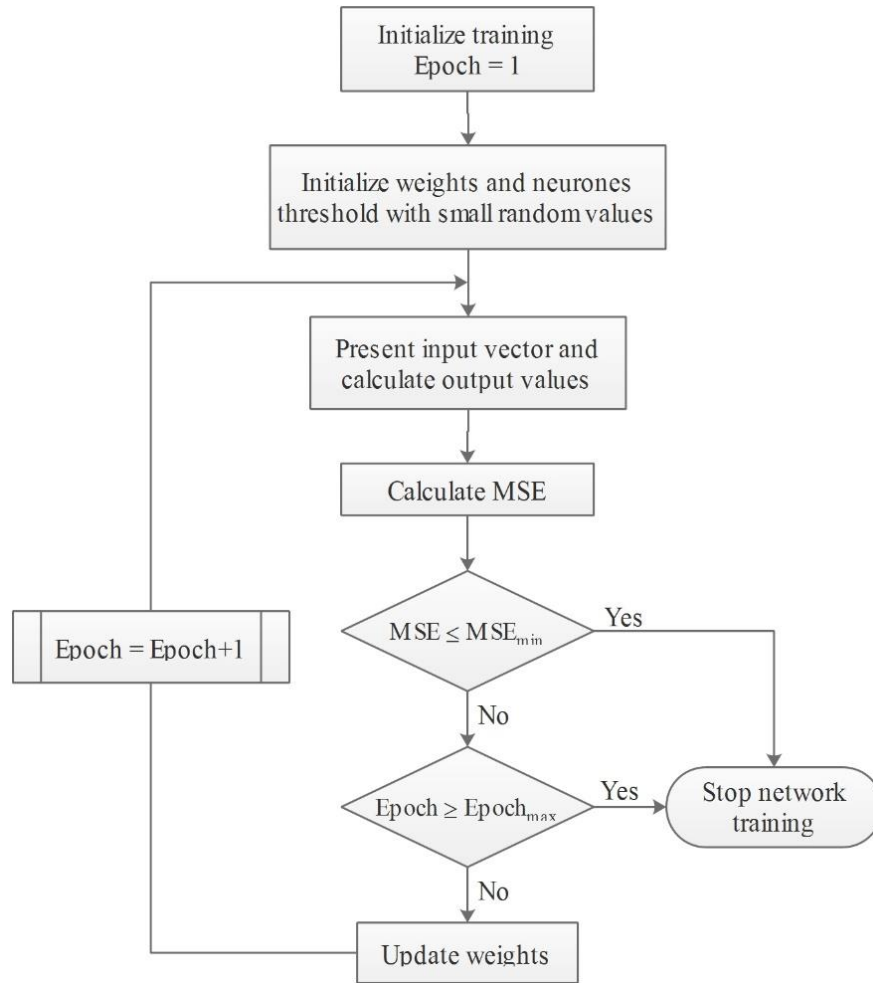 Initialize training
Epoch = 1
Initialize weights and neurones
threshold with small random values
Present input vector and
calculate output values
Calculate MSE
MSE ≤ MSEmin
Yes
Epoch = Epoch+1
No
Epoch ≥ Epochmax
Yes
Stop network
training
No
Update weights